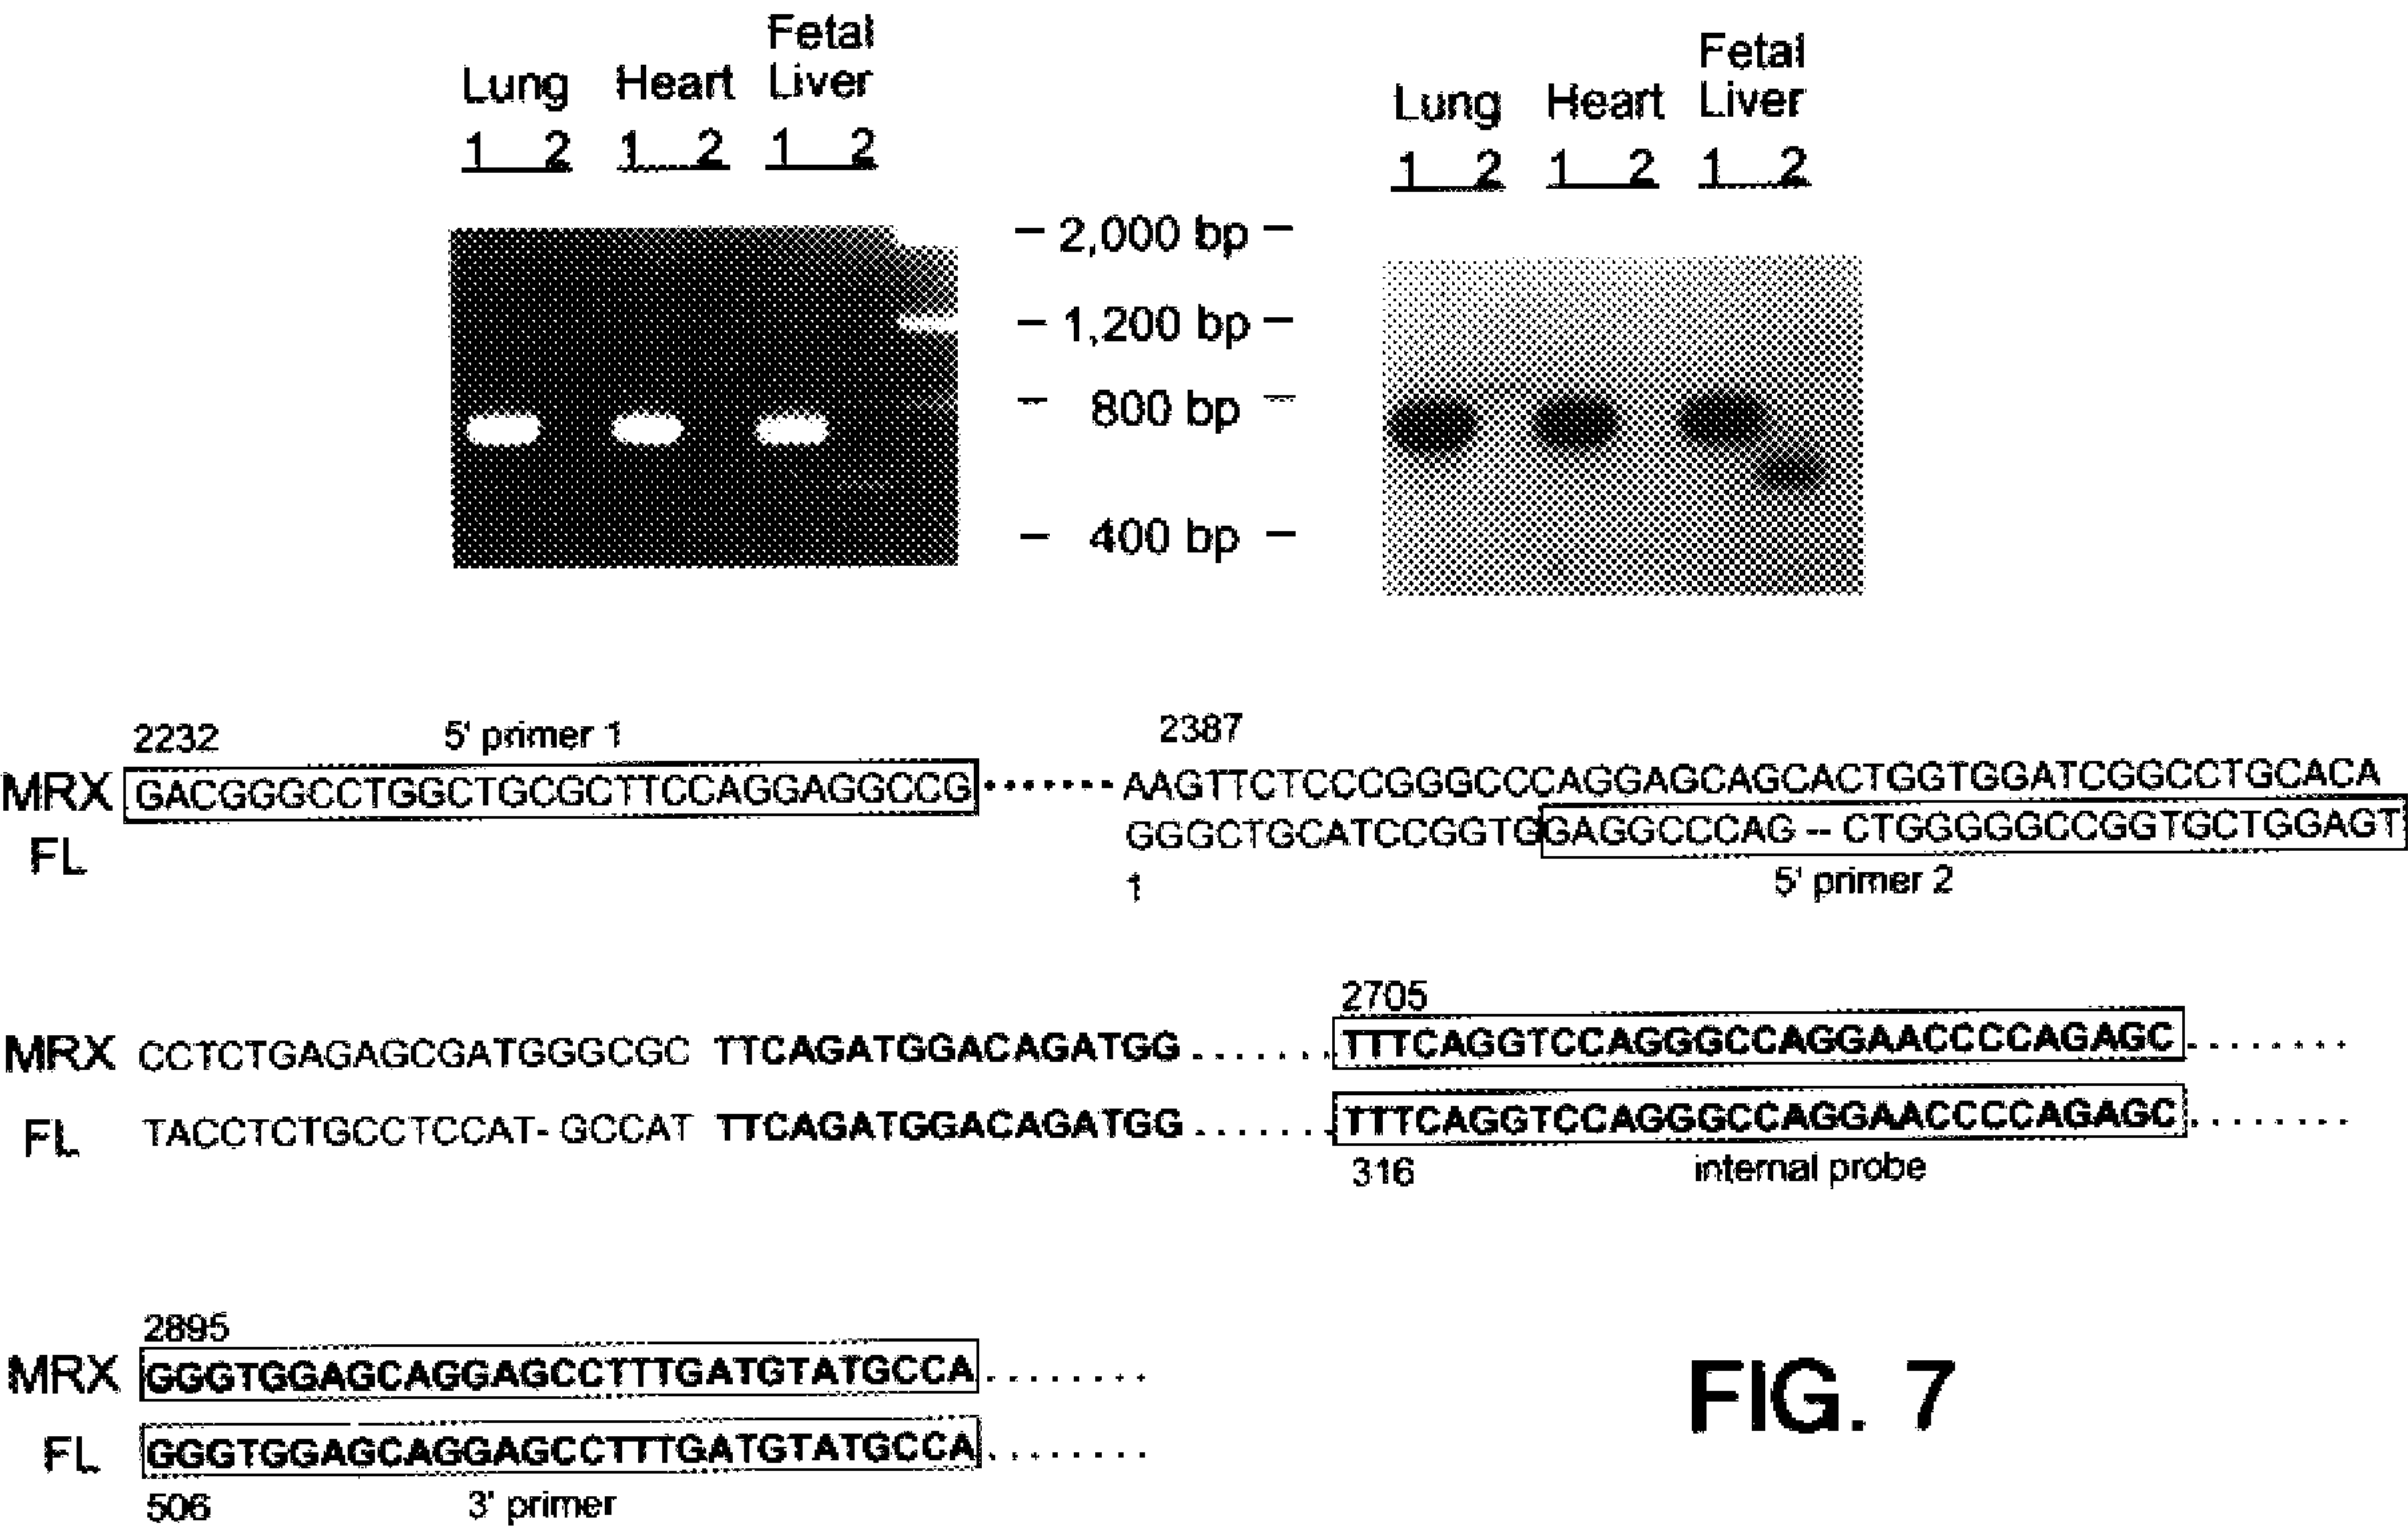 Lung Heart Fetal Liver
1 2 1 2 1 2
Lung Heart Fetal Liver
1 2 1 2 1 2
– 2,000 bp –
– 1,200 bp –
– 800 bp –
– 400 bp –
2232 5' primer 1 2387
MRX GACGGGCCTGGCTGCGCTTCCAGGAGGCCG ....... AAGTTCTCCCGGGCCCAGGAGCAGCACTGGTGGATCGGCCTGCACA
FL GGGCTGCATCCGGTGGAGGCCCAG -- CTGGGGGGCCGGTGCTGGAGT
1 5' primer 2
2705
MRX CCTCTGAGAGCGATGGGCGC TTCAGATGGACAGATGG ....... TTTCAGGTCCAGGGCCAGGAACCCCAGAGC ........
FL TACCTCTGCCTCCAT- GCCAT TTCAGATGGACAGATGG ....... TTTCAGGTCCAGGGCCAGGAACCCCAGAGC ........
316 internal probe
2895
MRX GGGTGGAGCAGGAGCCTTTGATGTATGCCA ........
FL GGGTGGAGCAGGAGCCTTTGATGTATGCCA ........
506 3' primer
FIG. 7